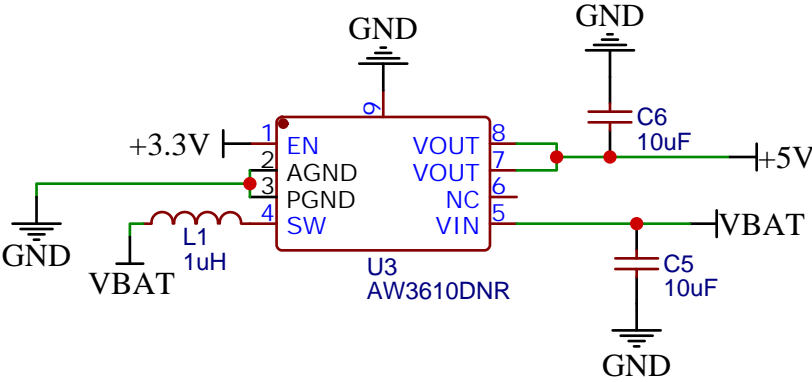 GND
GND
9
C6
10uF
+3.3V
1
EN
VOUT
8
+5V
2
AGND
VOUT
7
3
PGND
NC
6
4
SW
VIN
5
VBAT
GND
L1
1uH
VBAT
U3
AW3610DNR
C5
10uF
GND